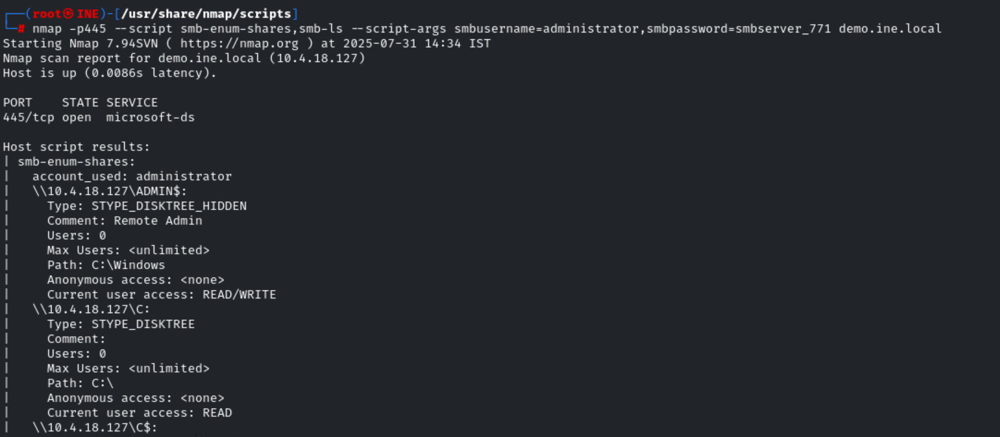 ┌──(root㉿INE)-[/usr/share/nmap/scripts]
└─# nmap -p445 --script smb-enum-shares,smb-ls --script-args smbusername=administrator,smbpassword=smbserver_771 demo.ine.local
Starting Nmap 7.94SVN ( https://nmap.org ) at 2025-07-31 14:34 IST
Nmap scan report for demo.ine.local (10.4.18.127)
Host is up (0.0086s latency).

PORT    STATE SERVICE
445/tcp open  microsoft-ds

Host script results:
| smb-enum-shares:
|   account_used: administrator
|   \\10.4.18.127\ADMIN$:
|     Type: STYPE_DISKTREE_HIDDEN
|     Comment: Remote Admin
|     Users: 0
|     Max Users: <unlimited>
|     Path: C:\Windows
|     Anonymous access: <none>
|     Current user access: READ/WRITE
|   \\10.4.18.127\C:
|     Type: STYPE_DISKTREE
|     Comment:
|     Users: 0
|     Max Users: <unlimited>
|     Path: C:\
|     Anonymous access: <none>
|     Current user access: READ
|   \\10.4.18.127\C$: